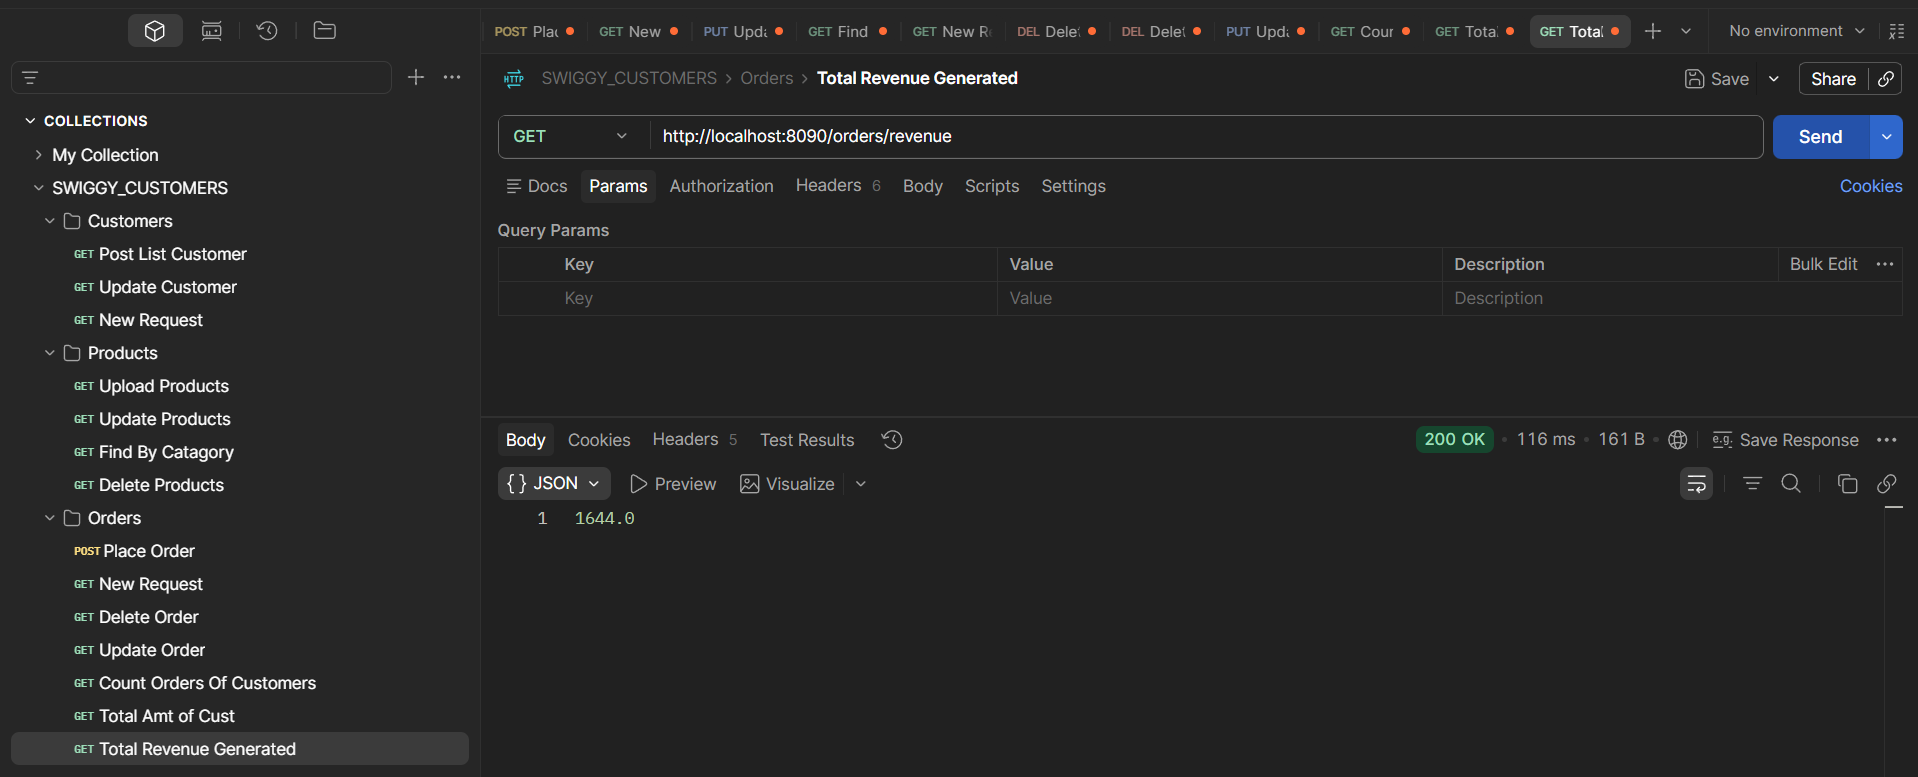 POST Pla
GET New
PUT Upda
GET Find
GET New R
DEL Delet
DEL Delet
PUT Upda
GET Cour
GET Tota
GET Total
No environment
COLLECTIONS
My Collection
SWIGGY_CUSTOMERS
Customers
GET Post List Customer
GET Update Customer
GET New Request
Products
GET Upload Products
GET Update Products
GET Find By Catagory
GET Delete Products
Orders
POST Place Order
GET New Request
GET Delete Order
GET Update Order
GET Count Orders Of Customers
GET Total Amt of Cust
GET Total Revenue Generated
HTTP SWIGGY_CUSTOMERS > Orders > Total Revenue Generated
Save
Share
GET http://localhost:8090/orders/revenue
Send
Docs Params Authorization Headers 6 Body Scripts Settings
Cookies
Query Params
Key Value Description Bulk Edit
Key Value Description
Body Cookies Headers 5 Test Results
200 OK • 116 ms • 161 B • e.g. Save Response
{} JSON Preview Visualize
1 1644.0